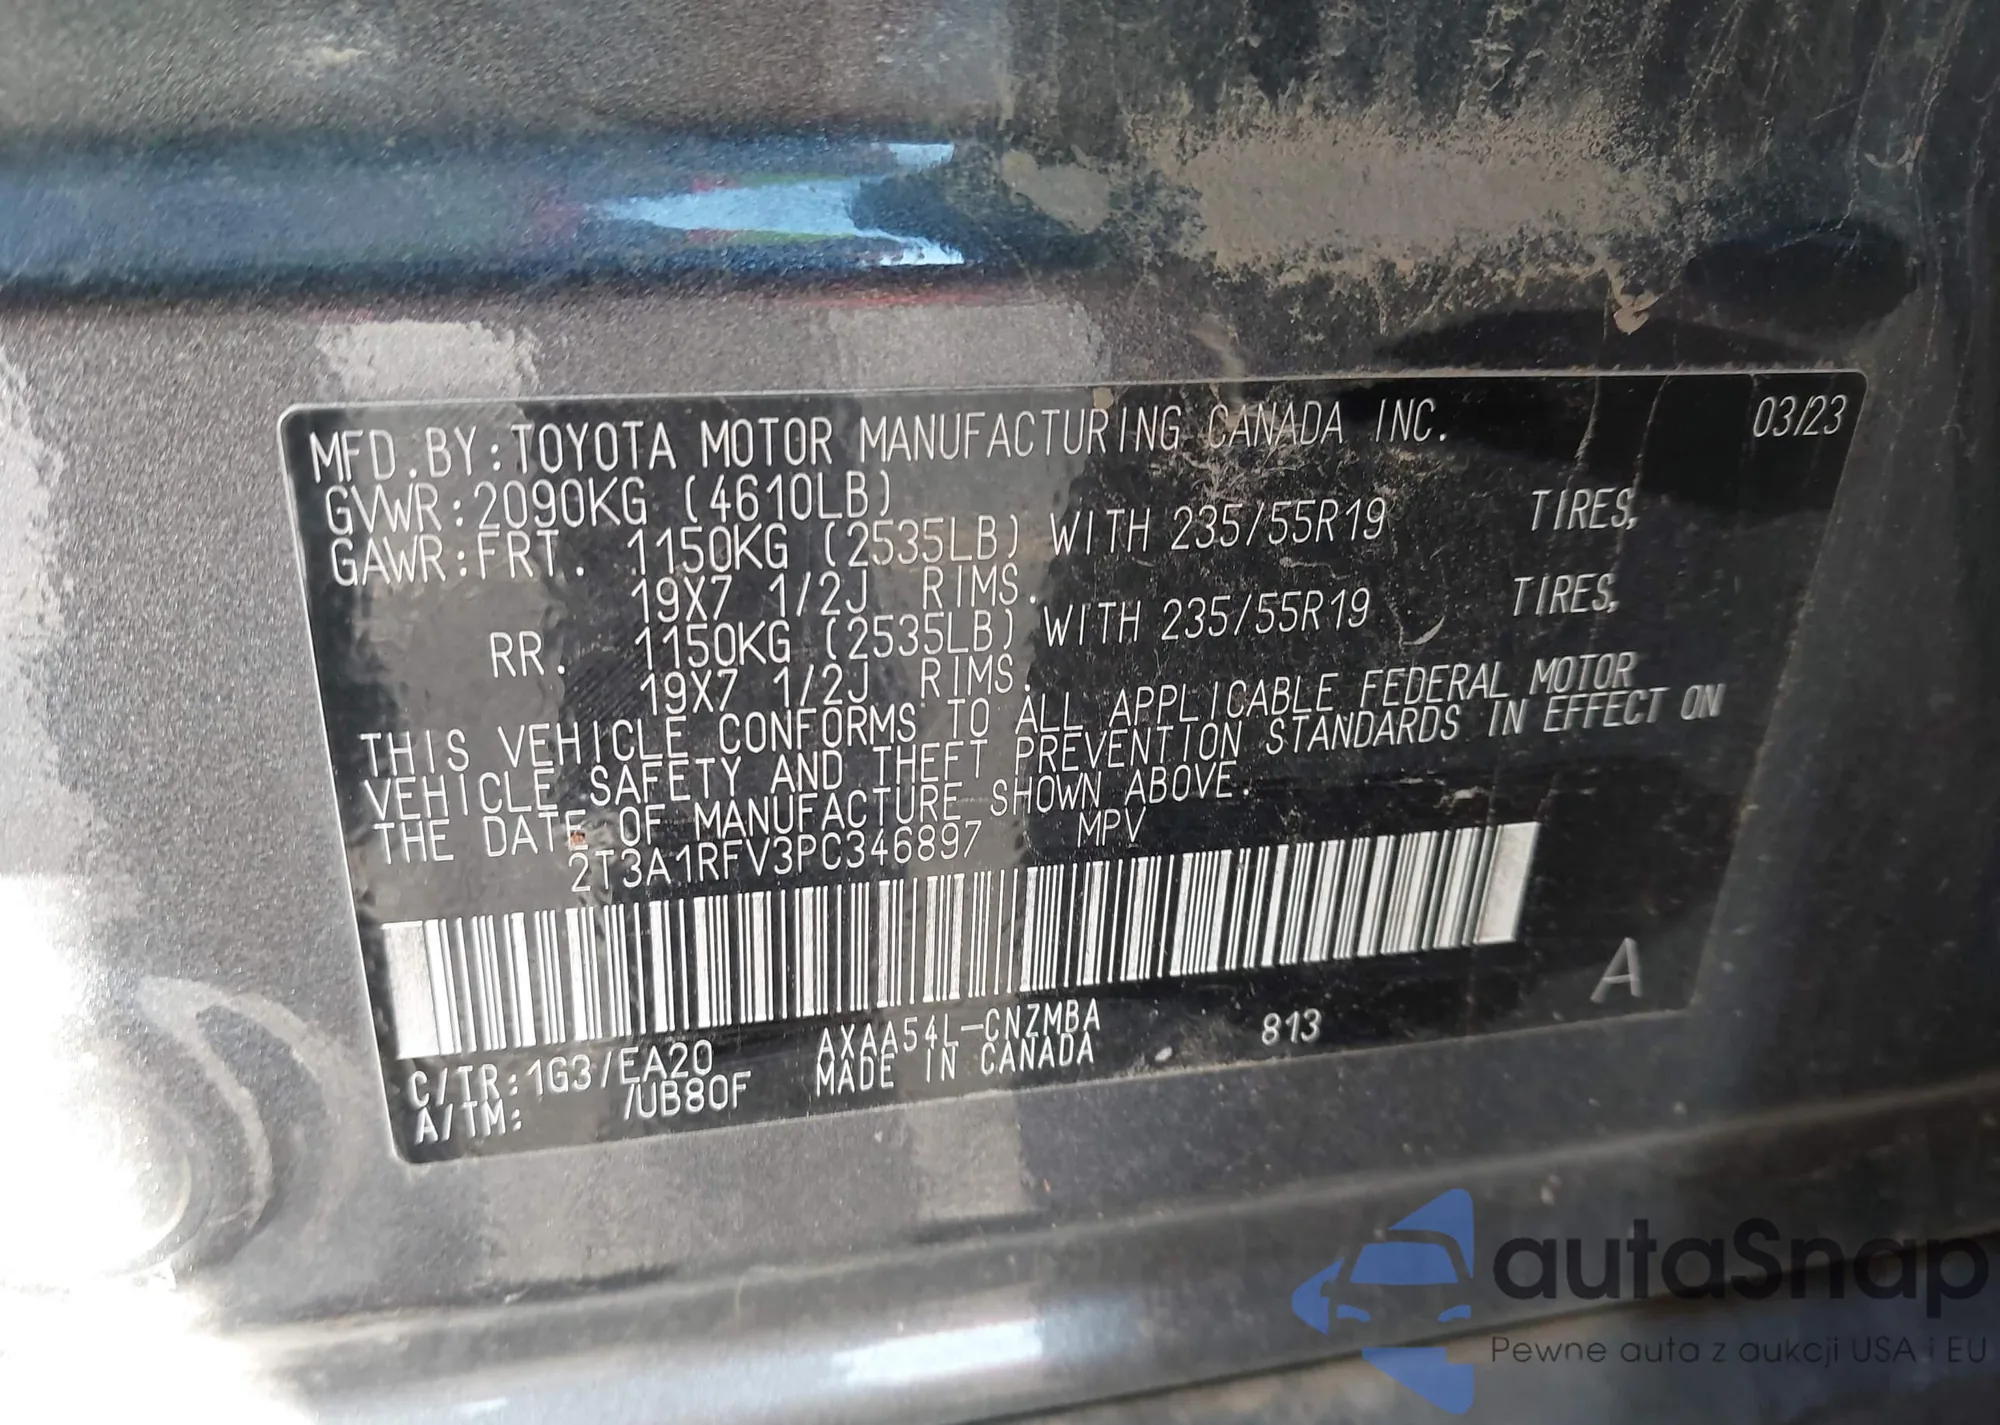 MFD.BY:TOYOTA MOTOR MANUFACTURING CANADA INC. 03/23
GVWR:2090KG (4610LB)
GAWR:FRT. 1150KG (2535LB) WITH 235/55R19 TIRES,
19X7 1/2J RIMS.
RR. 1150KG (2535LB) WITH 235/55R19 TIRES,
19X7 1/2J RIMS.
THIS VEHICLE CONFORMS TO ALL APPLICABLE FEDERAL MOTOR
VEHICLE SAFETY AND THEFT PREVENTION STANDARDS IN EFFECT ON
THE DATE OF MANUFACTURE SHOWN ABOVE.
2T3A1RFV3PC346897 MPV
A
C/TR:1G3/EA20 AXAA54L-CNZMBA 813
A/TM: /UB80F MADE IN CANADA
autaSnap
Pewne auta z aukcji USA i EU